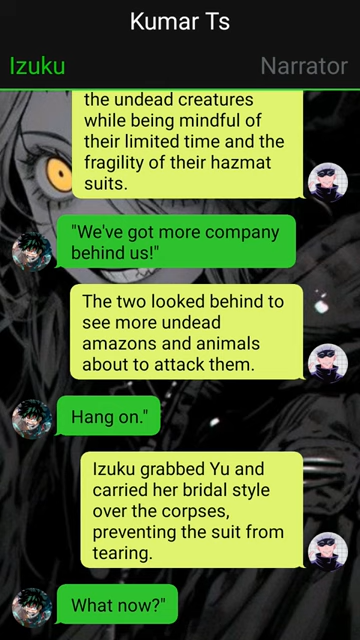 Kumar Ts
Izuku Narrator
the undead creatures
while being mindful of
their limited time and the
fragility of their hazmat
suits.
"We've got more company
behind us!"
The two looked behind to
see more undead
amazons and animals
about to attack them.
Hang on."
Izuku grabbed Yu and
carried her bridal style
over the corpses,
preventing the suit from
tearing.
What now?"